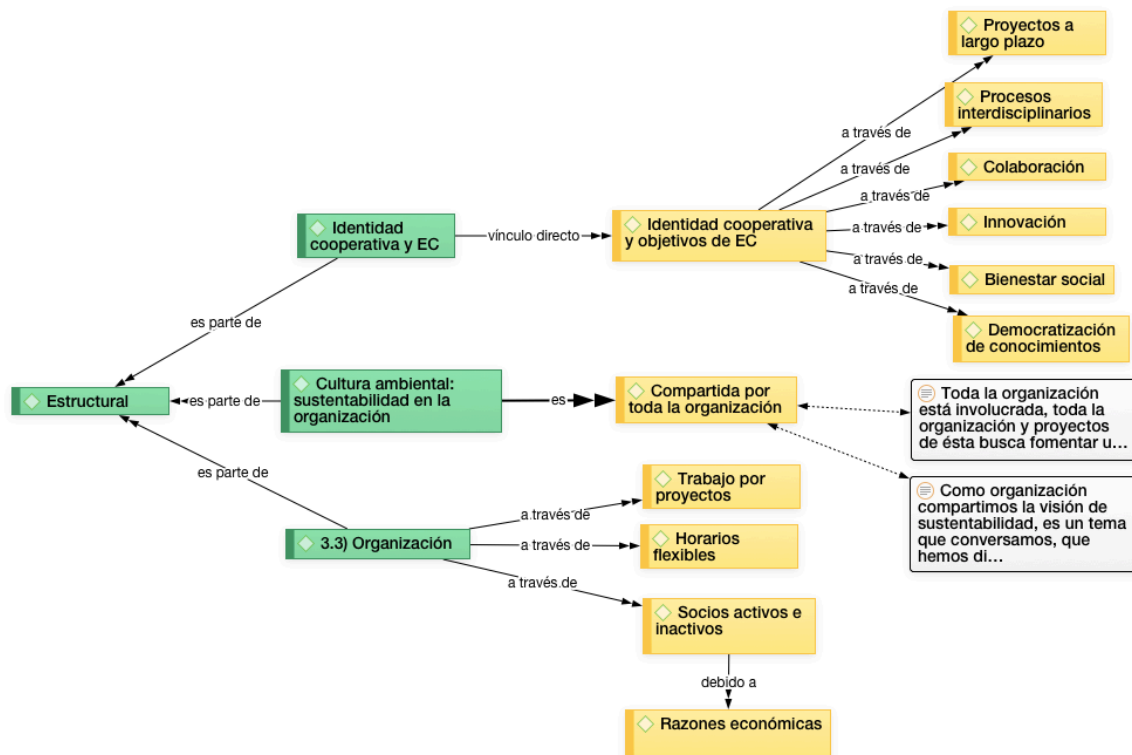 Proyectos a
largo plazo
Procesos
interdisciplinarios
a través de
a través de
Colaboración
a través de
Identidad
cooperativa y EC
vínculo directo
Identidad cooperativa
y objetivos de EC
a través de
Innovación
a través de
Bienestar social
a través de
Democratización
de conocimientos
es parte de
Estructural
es parte de
Cultura ambiental:
sustentabilidad en la
organización
es
Compartida por
toda la organización
Toda la organización
está involucrada, toda la
organización y proyectos
de ésta busca fomentar u...
es parte de
Como organización
compartimos la visión de
sustentabilidad, es un tema
que conversamos, que
hemos di...
3.3) Organización
a través de
Trabajo por
proyectos
a través de
Horarios
flexibles
a través de
Socios activos e
inactivos
debido a
Razones económicas